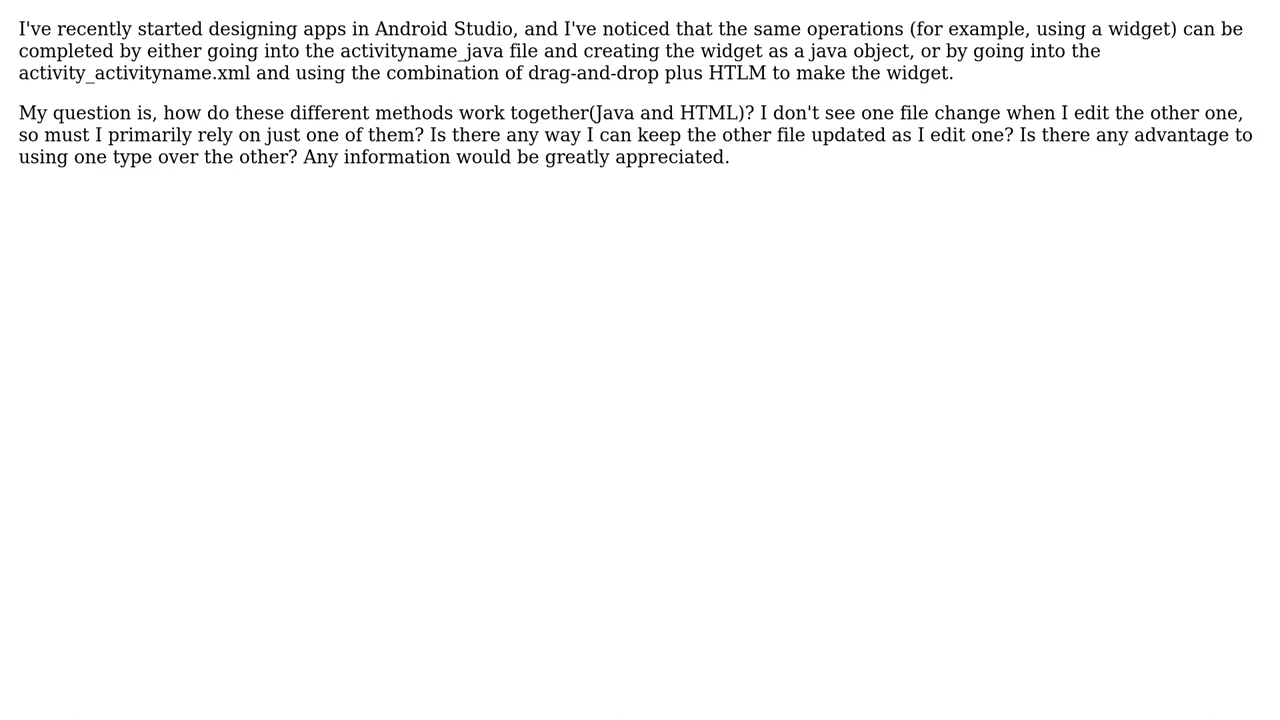 I've recently started designing apps in Android Studio, and I've noticed that the same operations (for example, using a widget) can be
completed by either going into the activityname_java file and creating the widget as a java object, or by going into the
activity_activityname.xml and using the combination of drag-and-drop plus HTLM to make the widget.
My question is, how do these different methods work together(Java and HTML)? I don't see one file change when I edit the other one,
so must I primarily rely on just one of them? Is there any way I can keep the other file updated as I edit one? Is there any advantage to
using one type over the other? Any information would be greatly appreciated.